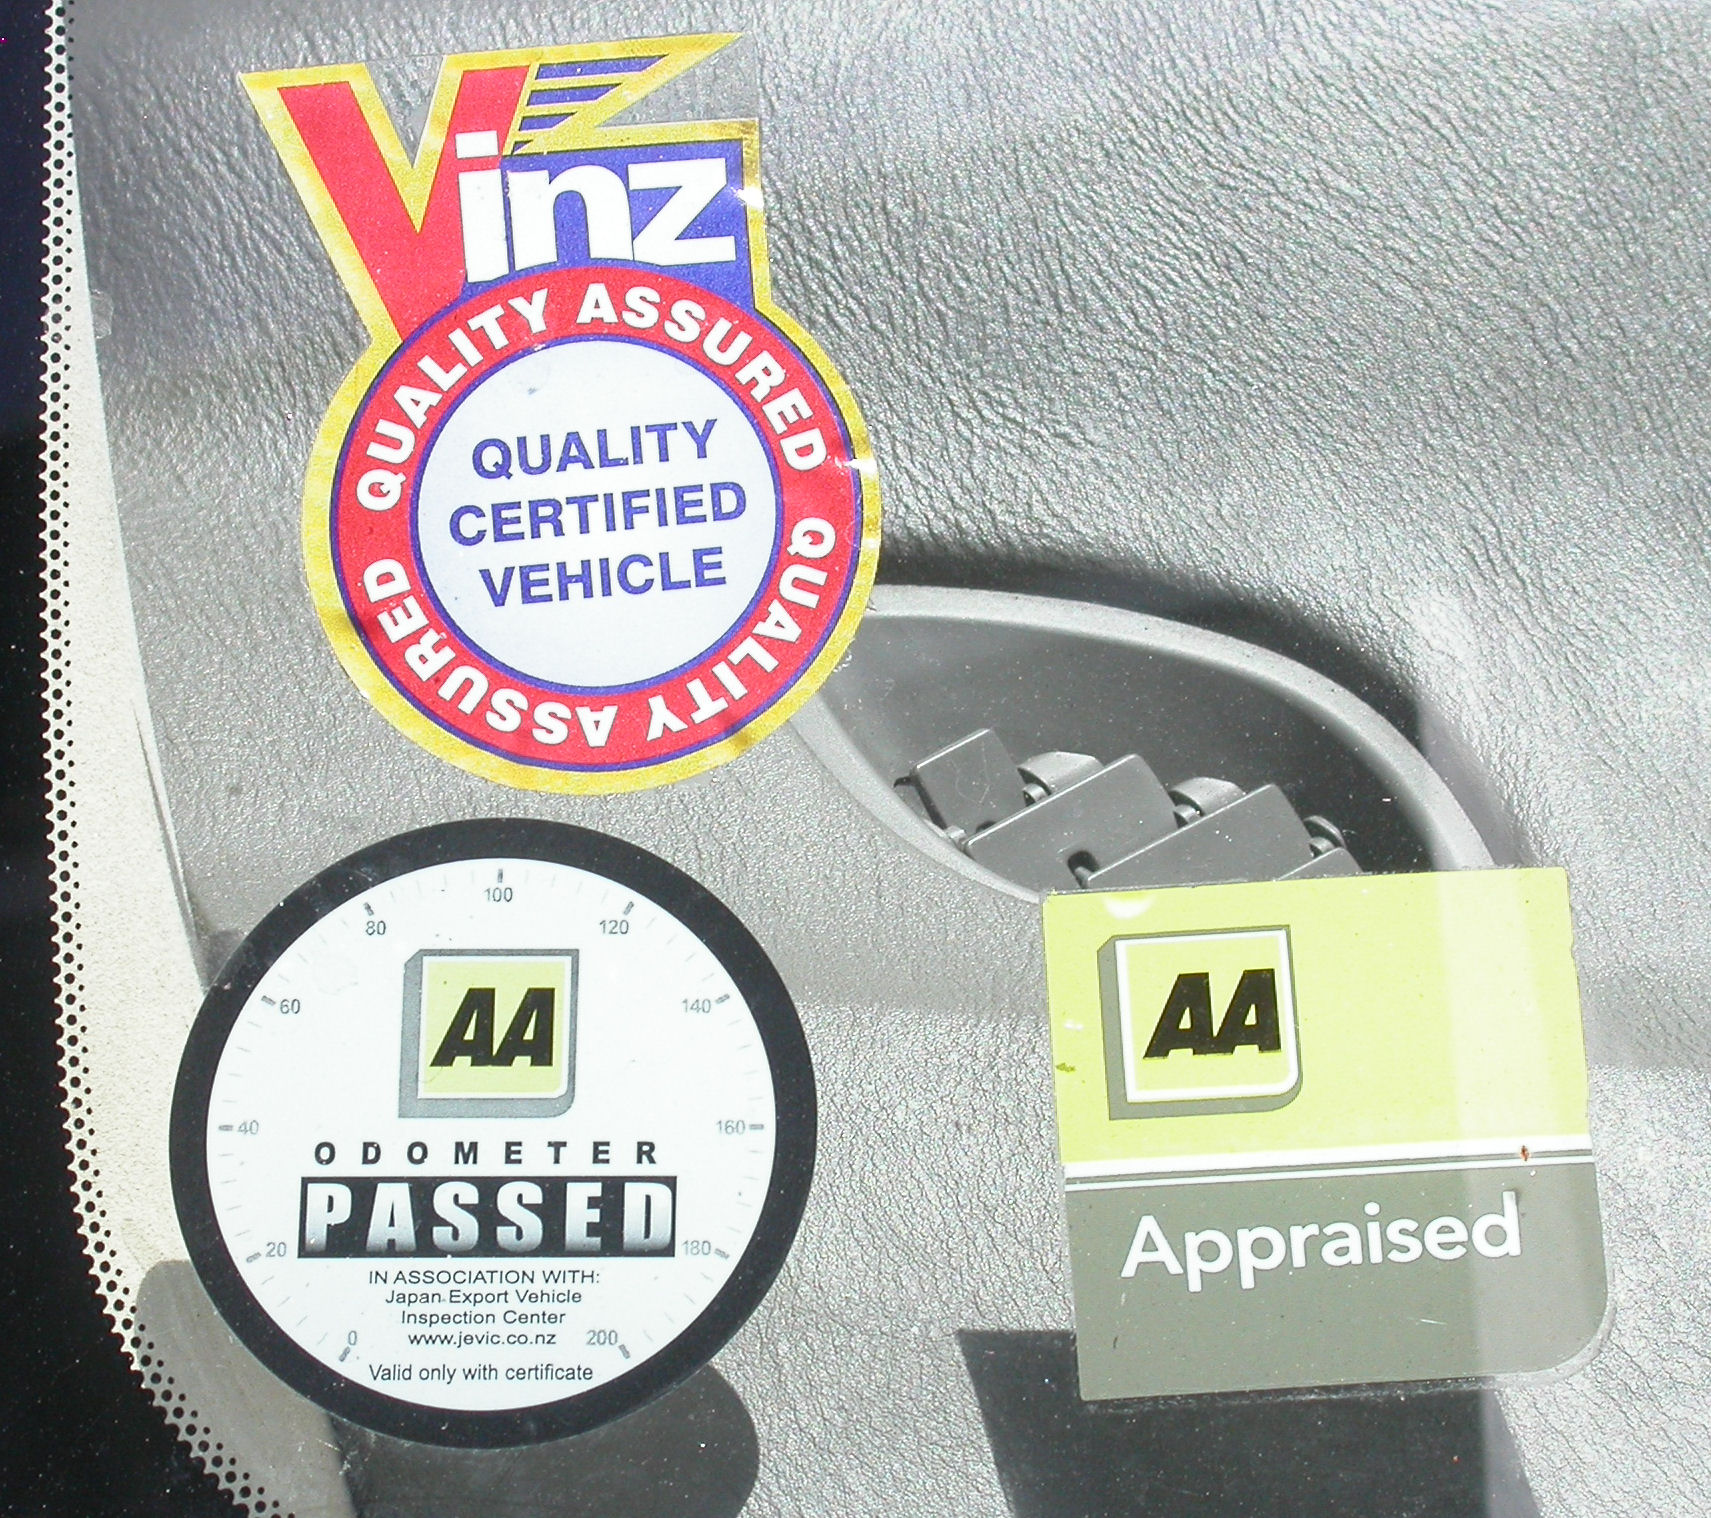 Vinz
QUALITY ASSURED QUALITY ASSURED
QUALITY
CERTIFIED
VEHICLE
AA
ODOMETER
PASSED
IN ASSOCIATION WITH:
Japan Export Vehicle
Inspection Center
www.jevic.co.nz
Valid only with certificate
0
20
40
60
80
100
120
140
160
180
200
AA
Appraised